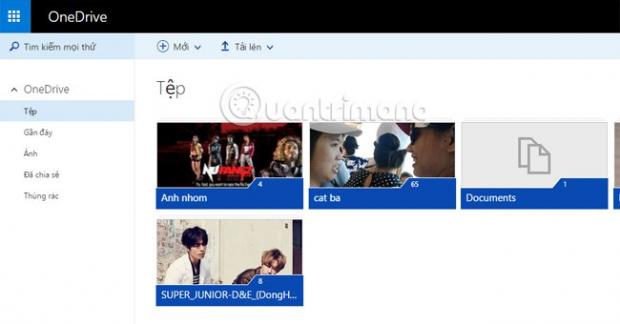 OneDrive
Tìm kiếm mọi thứ
Mới
Tải lên
OneDrive
Tệp
Gần đây
Ảnh
Đã chia sẻ
Thùng rác
Tệp
Quantrimang
NUFANGZ
4
Anh nhom
65
cat ba
1
Documents
8
SUPER_JUNIOR-D&E_(DongH...